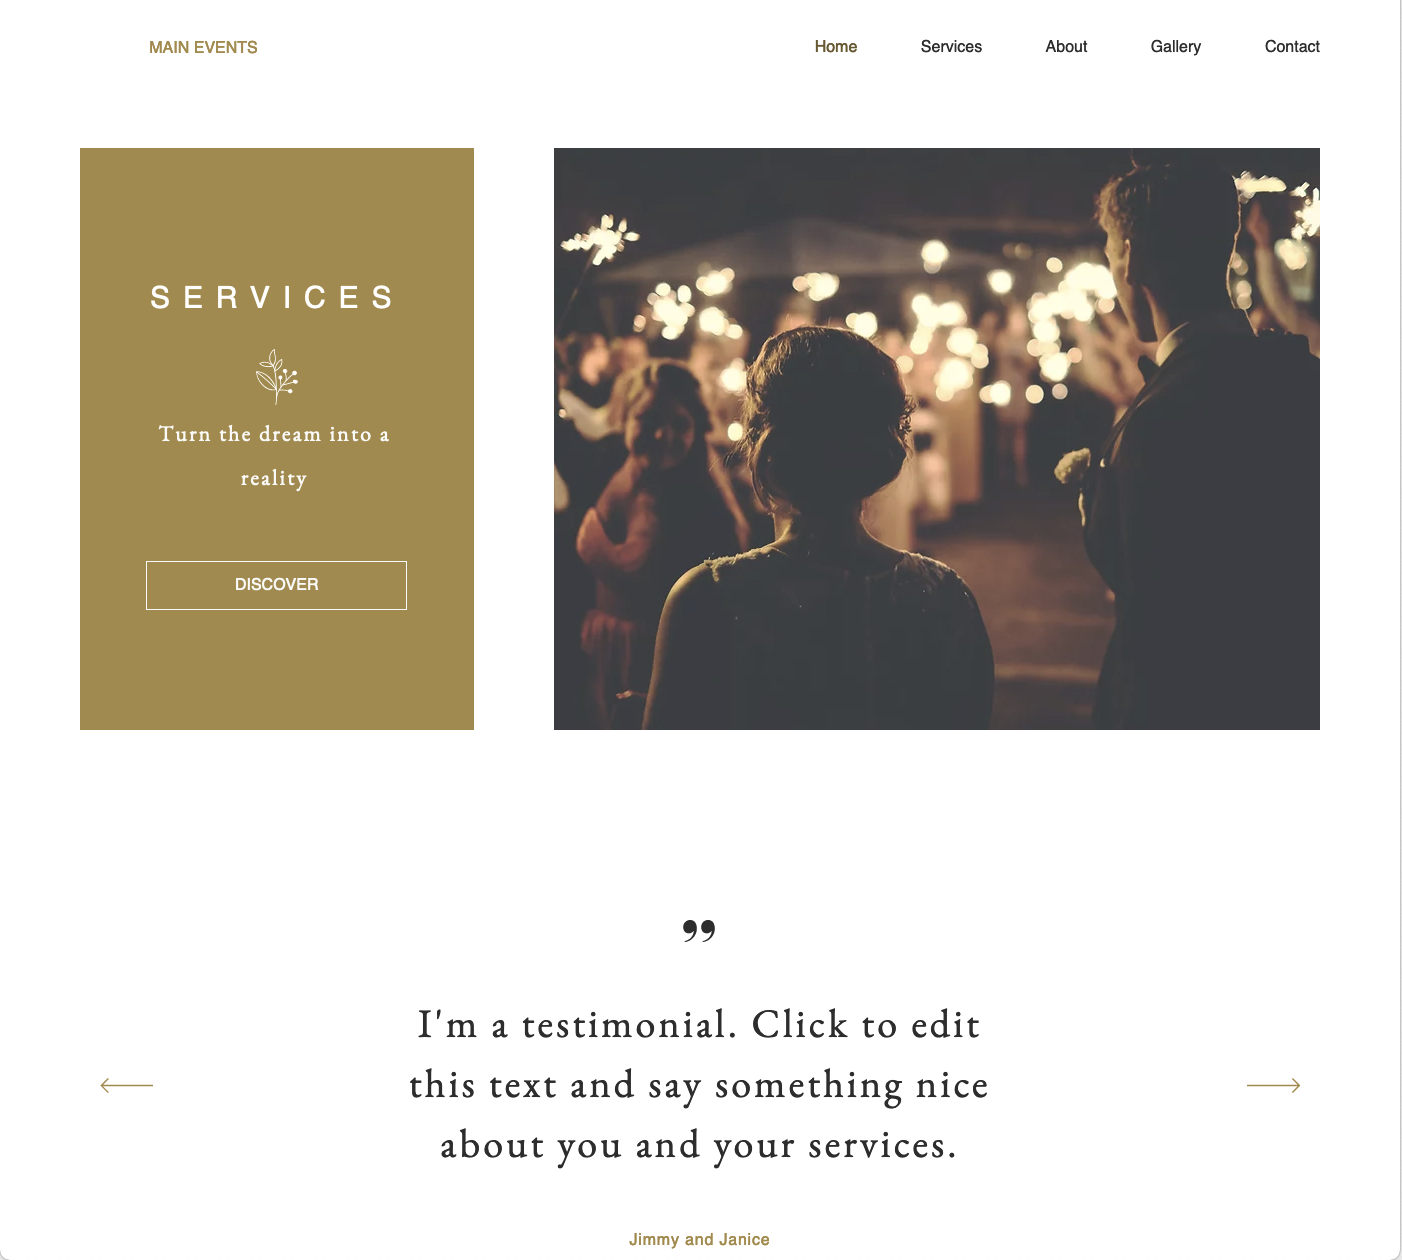 MAIN EVENTS
Home Services About Gallery Contact
SERVICES
Turn the dream into a
reality
DISCOVER
”
I'm a testimonial. Click to edit
this text and say something nice
about you and your services.
Jimmy and Janice